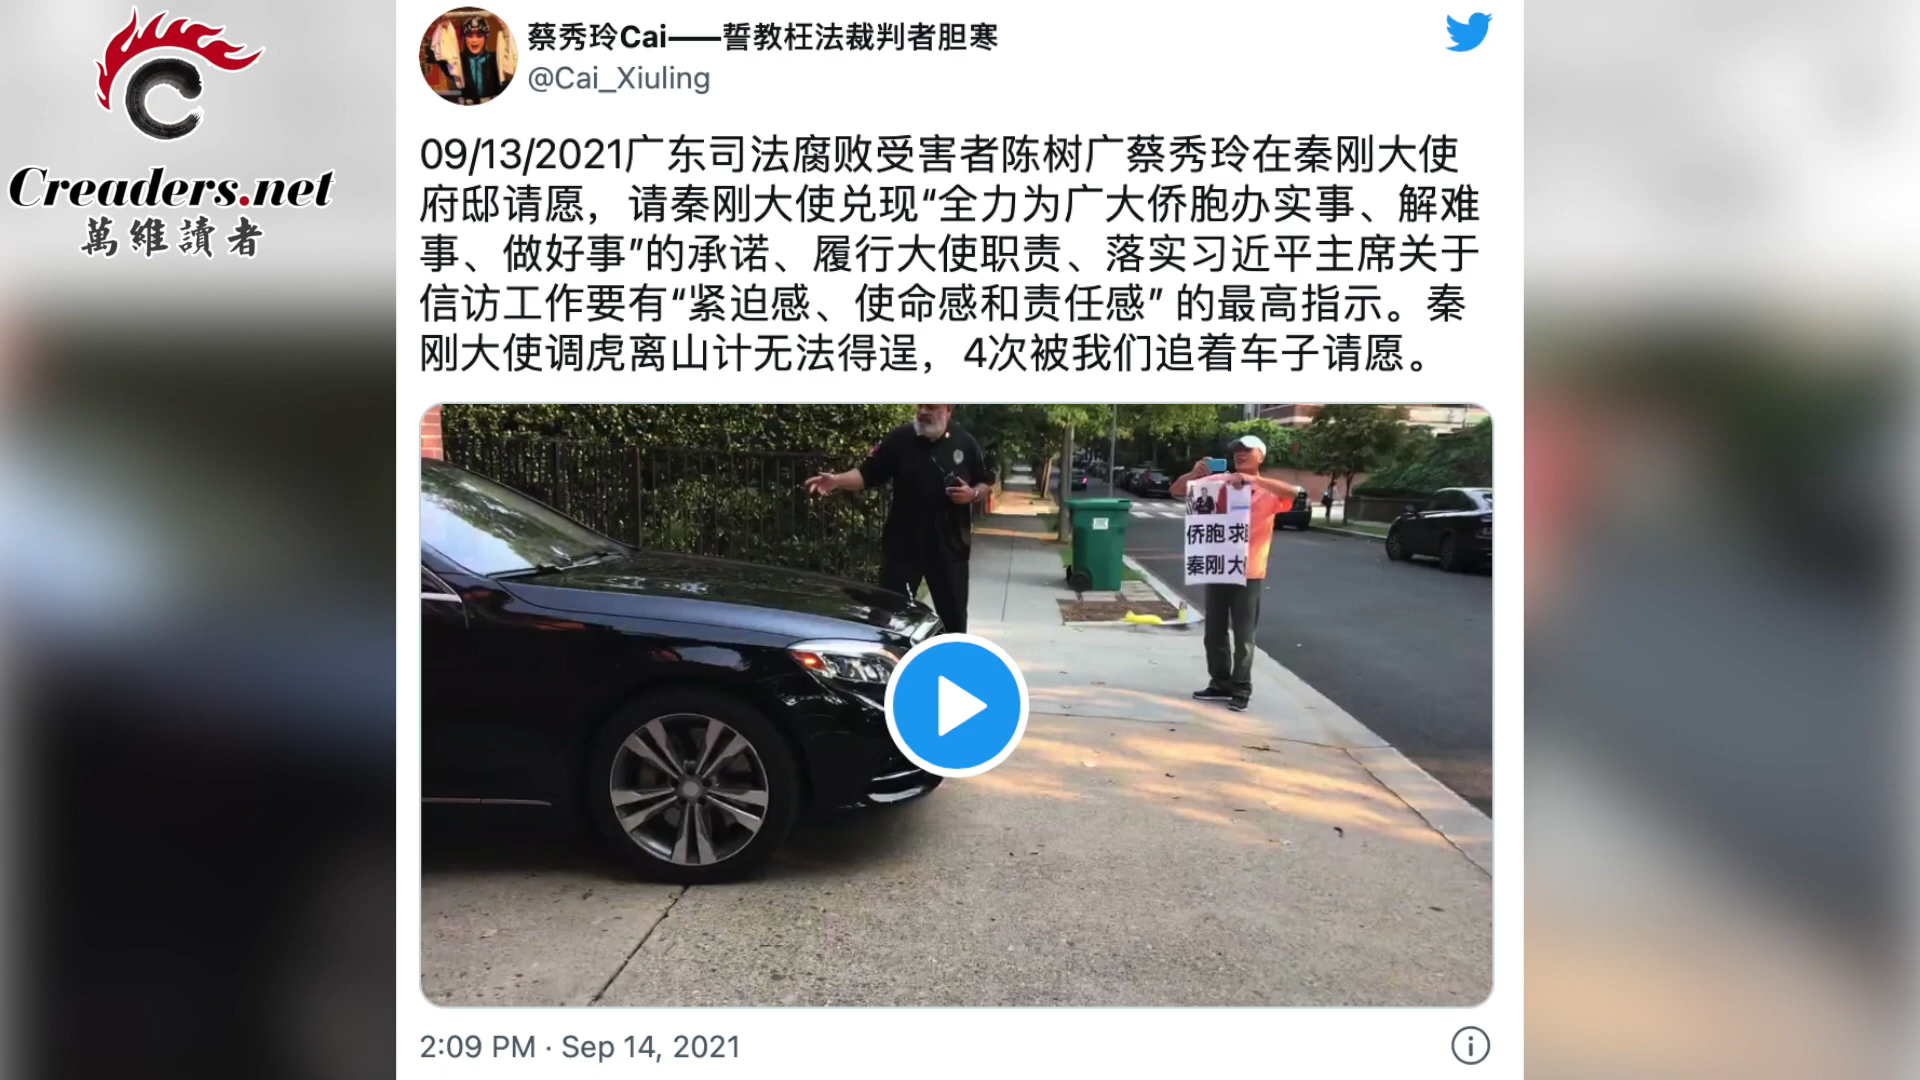 Creaders.net
萬維讀者
蔡秀玲Cai——誓教枉法裁判者胆寒
@Cai_Xiuling
09/13/2021广东司法腐败受害者陈树广蔡秀玲在秦刚大使
府邸请愿，请秦刚大使兑现“全力为广大侨胞办实事、解难
事、做好事”的承诺、履行大使职责、落实习近平主席关于
信访工作要有“紧迫感、使命感和责任感” 的最高指示。秦
刚大使调虎离山计无法得逞，4次被我们追着车子请愿。
侨胞 求
秦刚 大
2:09 PM · Sep 14, 2021